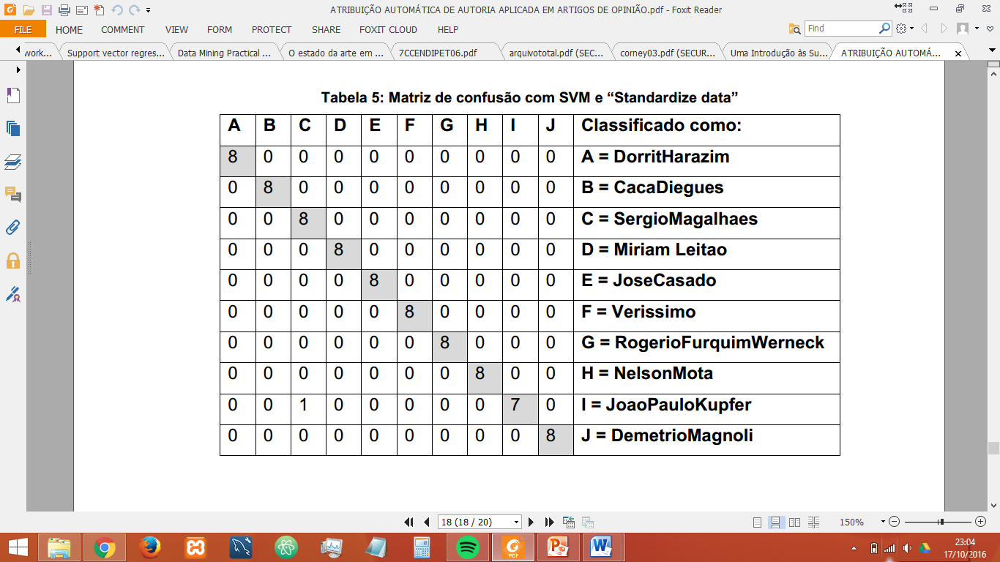 ATRIBUIÇÃO AUTOMÁTICA DE AUTORIA APLICADA EM ARTIGOS DE OPINIÃO.pdf - Foxit Reader
FILE HOME COMMENT VIEW FORM PROTECT SHARE FOXIT CLOUD HELP Find
work... Support vector regres... Data Mining Practical ... O estado da arte em ... 7CCENDIPET06.pdf arquivototal.pdf (SEC... corney03.pdf (SECUR... Uma Introdução às Su... ATRIBUIÇÃO AUTOMÁ...
Tabela 5: Matriz de confusão com SVM e “Standardize data”
A B C D E F G H I J Classificado como:
8 0 0 0 0 0 0 0 0 0 A = DorritHarazim
0 8 0 0 0 0 0 0 0 0 B = CacaDiegues
0 0 8 0 0 0 0 0 0 0 C = SergioMagalhaes
0 0 0 8 0 0 0 0 0 0 D = Miriam Leitao
0 0 0 0 8 0 0 0 0 0 E = JoseCasado
0 0 0 0 0 8 0 0 0 0 F = Verissimo
0 0 0 0 0 0 8 0 0 0 G = RogerioFurquimWerneck
0 0 0 0 0 0 0 8 0 0 H = NelsonMota
0 0 1 0 0 0 0 0 7 0 I = JoaoPauloKupfer
0 0 0 0 0 0 0 0 0 8 J = DemetrioMagnoli
18 (18 / 20) 150%
PDF
23:04
17/10/2016